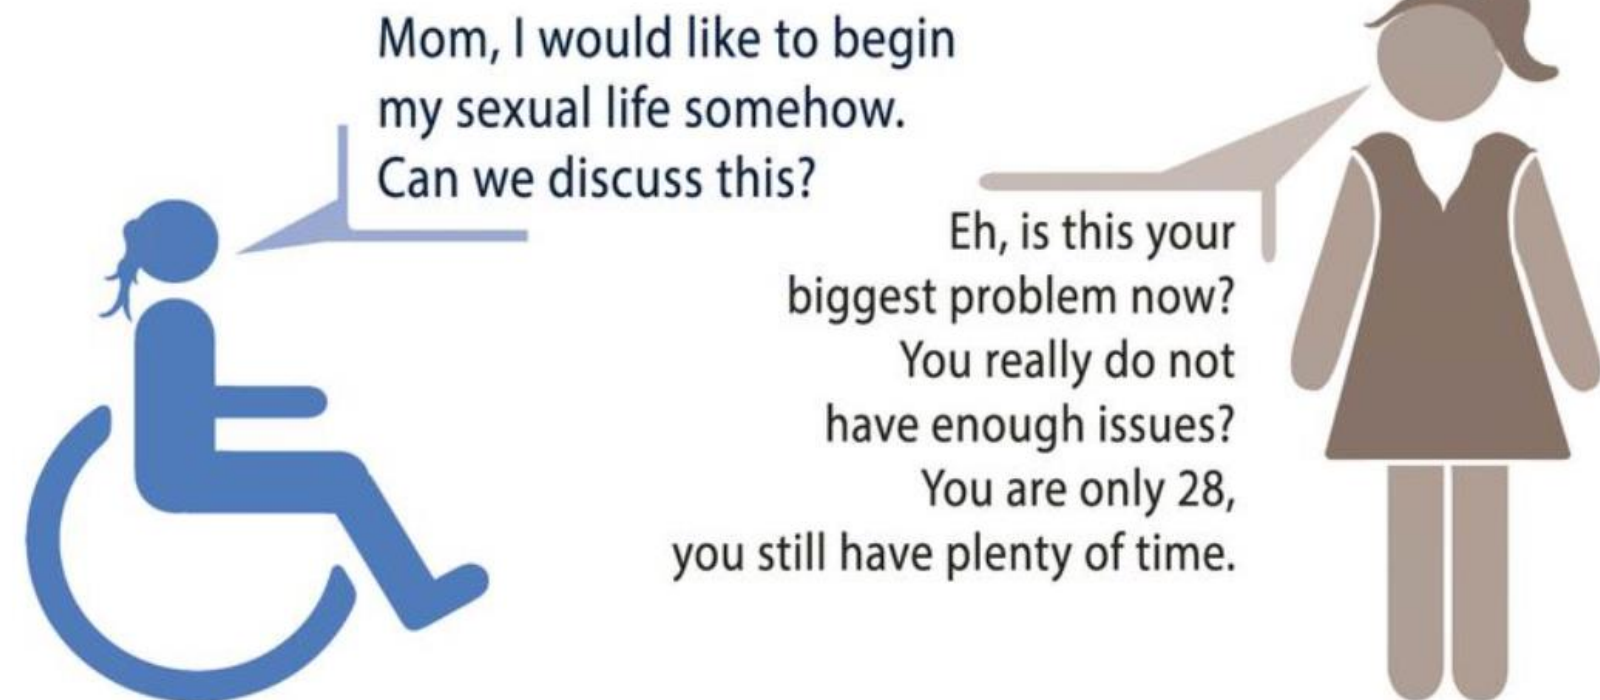 Mom, I would like to begin
my sexual life somehow.
Can we discuss this?
Eh, is this your
biggest problem now?
You really do not
have enough issues?
You are only 28,
you still have plenty of time.